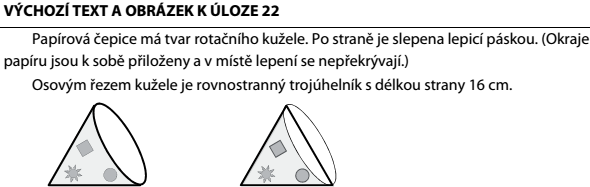 VÝCHOZÍ TEXT A OBRÁZEK K ÚLOZE 22
Papírová čepice má tvar rotačního kužele. Po straně je slepena lepicí páskou. (Okraje
papíru jsou k sobě přiloženy a v místě lepení se nepřekrývají.)
Osovým řezem kužele je rovnostranný trojúhelník s délkou strany 16 cm.